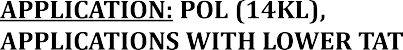 APPLICATION: POL (14KL),
APPLICATIONS WITH LOWER TAT